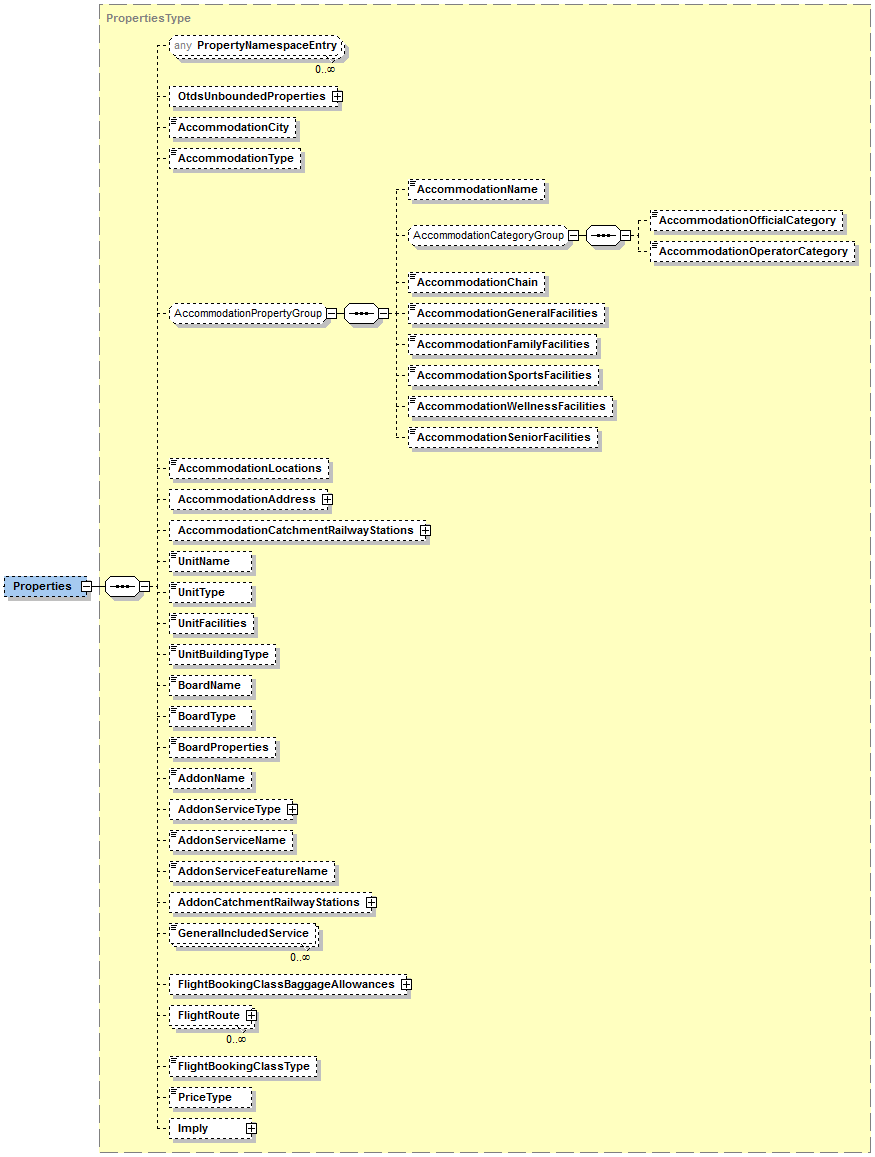 PropertiesType
any PropertyNamespaceEntry
0..∞
OtdsUnboundedProperties
AccommodationCity
AccommodationType
AccommodationName
AccommodationCategoryGroup
AccommodationOfficialCategory
AccommodationOperatorCategory
AccommodationChain
AccommodationPropertyGroup
AccommodationGeneralFacilities
AccommodationFamilyFacilities
AccommodationSportsFacilities
AccommodationWellnessFacilities
AccommodationSeniorFacilities
AccommodationLocations
AccommodationAddress
AccommodationCatchmentRailwayStations
UnitName
Properties
UnitType
UnitFacilities
UnitBuildingType
BoardName
BoardType
BoardProperties
AddonName
AddonServiceType
AddonServiceName
AddonServiceFeatureName
AddonCatchmentRailwayStations
GeneralIncludedService
0..∞
FlightBookingClassBaggageAllowances
FlightRoute
0..∞
FlightBookingClassType
PriceType
Imply